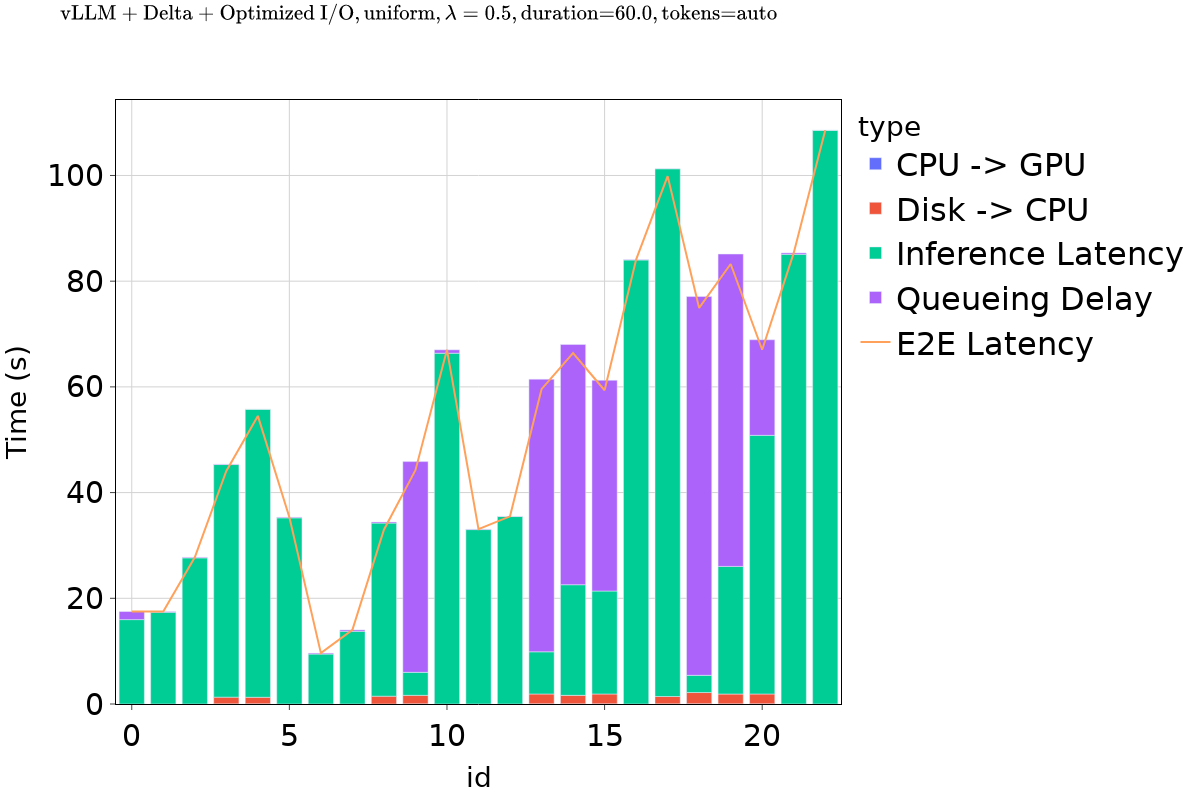 vLLM + Delta + Optimized I/O, uniform, λ = 0.5, duration=60.0, tokens=auto
type
CPU -> GPU
Disk -> CPU
Inference Latency
Queueing Delay
E2E Latency
Time (s)
100
80
60
40
20
0
0 5 10 15 20
id